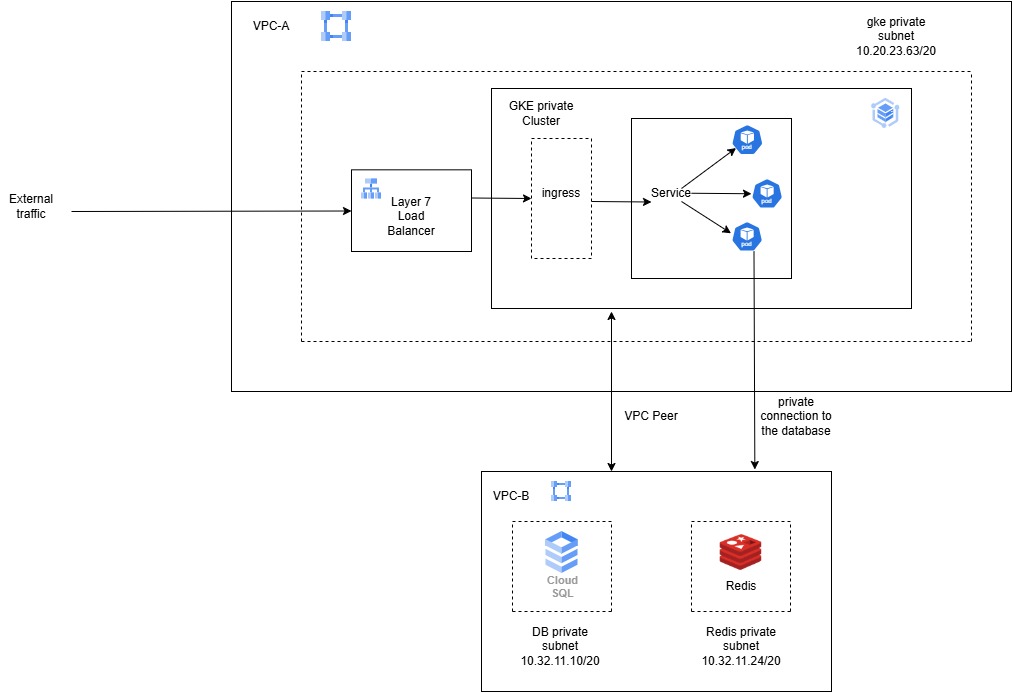 VPC-A
gke private
subnet
10.20.23.63/20
GKE private
Cluster
pod
ingress
Service
pod
External
traffic
Layer 7
Load
Balancer
pod
VPC Peer
private
connection to
the database
VPC-B
Cloud
SQL
Redis
DB private
subnet
10.32.11.10/20
Redis private
subnet
10.32.11.24/20